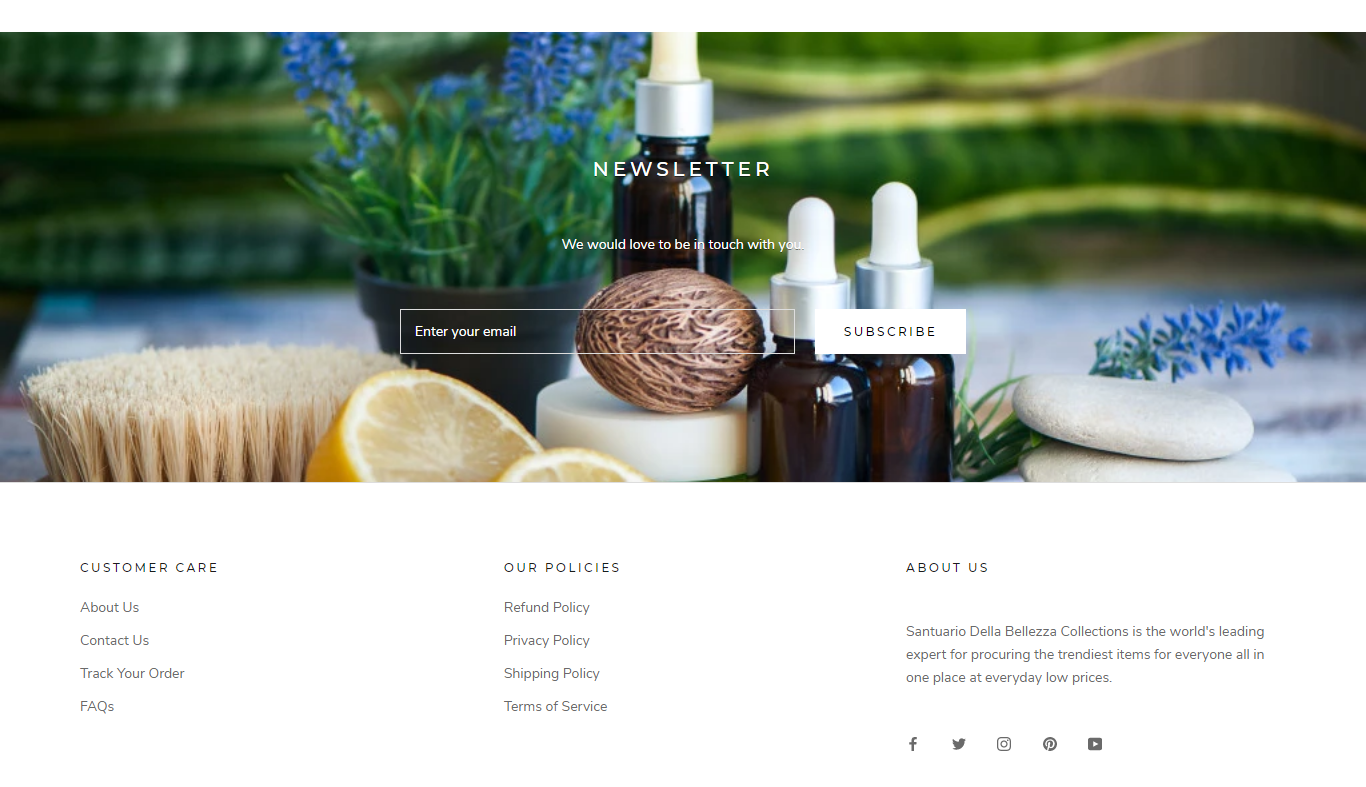 NEWSLETTER
We would love to be in touch with you.
Enter your email
SUBSCRIBE
CUSTOMER CARE
About Us
Contact Us
Track Your Order
FAQs
OUR POLICIES
Refund Policy
Privacy Policy
Shipping Policy
Terms of Service
ABOUT US
Santuario Della Bellezza Collections is the world's leading
expert for procuring the trendiest items for everyone all in
one place at everyday low prices.